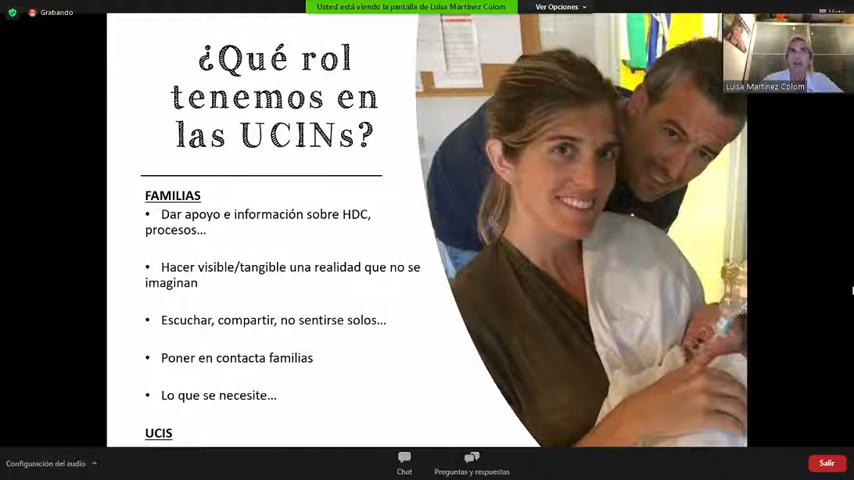 Grabando
Usted está viendo la pantalla de Luisa Martínez Colom
Ver Opciones
Luisa Martínez Colom
¿Qué rol
tenemos en
las UCINs?
FAMILIAS
• Dar apoyo e información sobre HDC,
procesos...
• Hacer visible/tangible una realidad que no se
imaginan
• Escuchar, compartir, no sentirse solos...
• Poner en contacta familias
• Lo que se necesite...
UCIS
Configuración del audio
Chat
Preguntas y respuestas
Salir